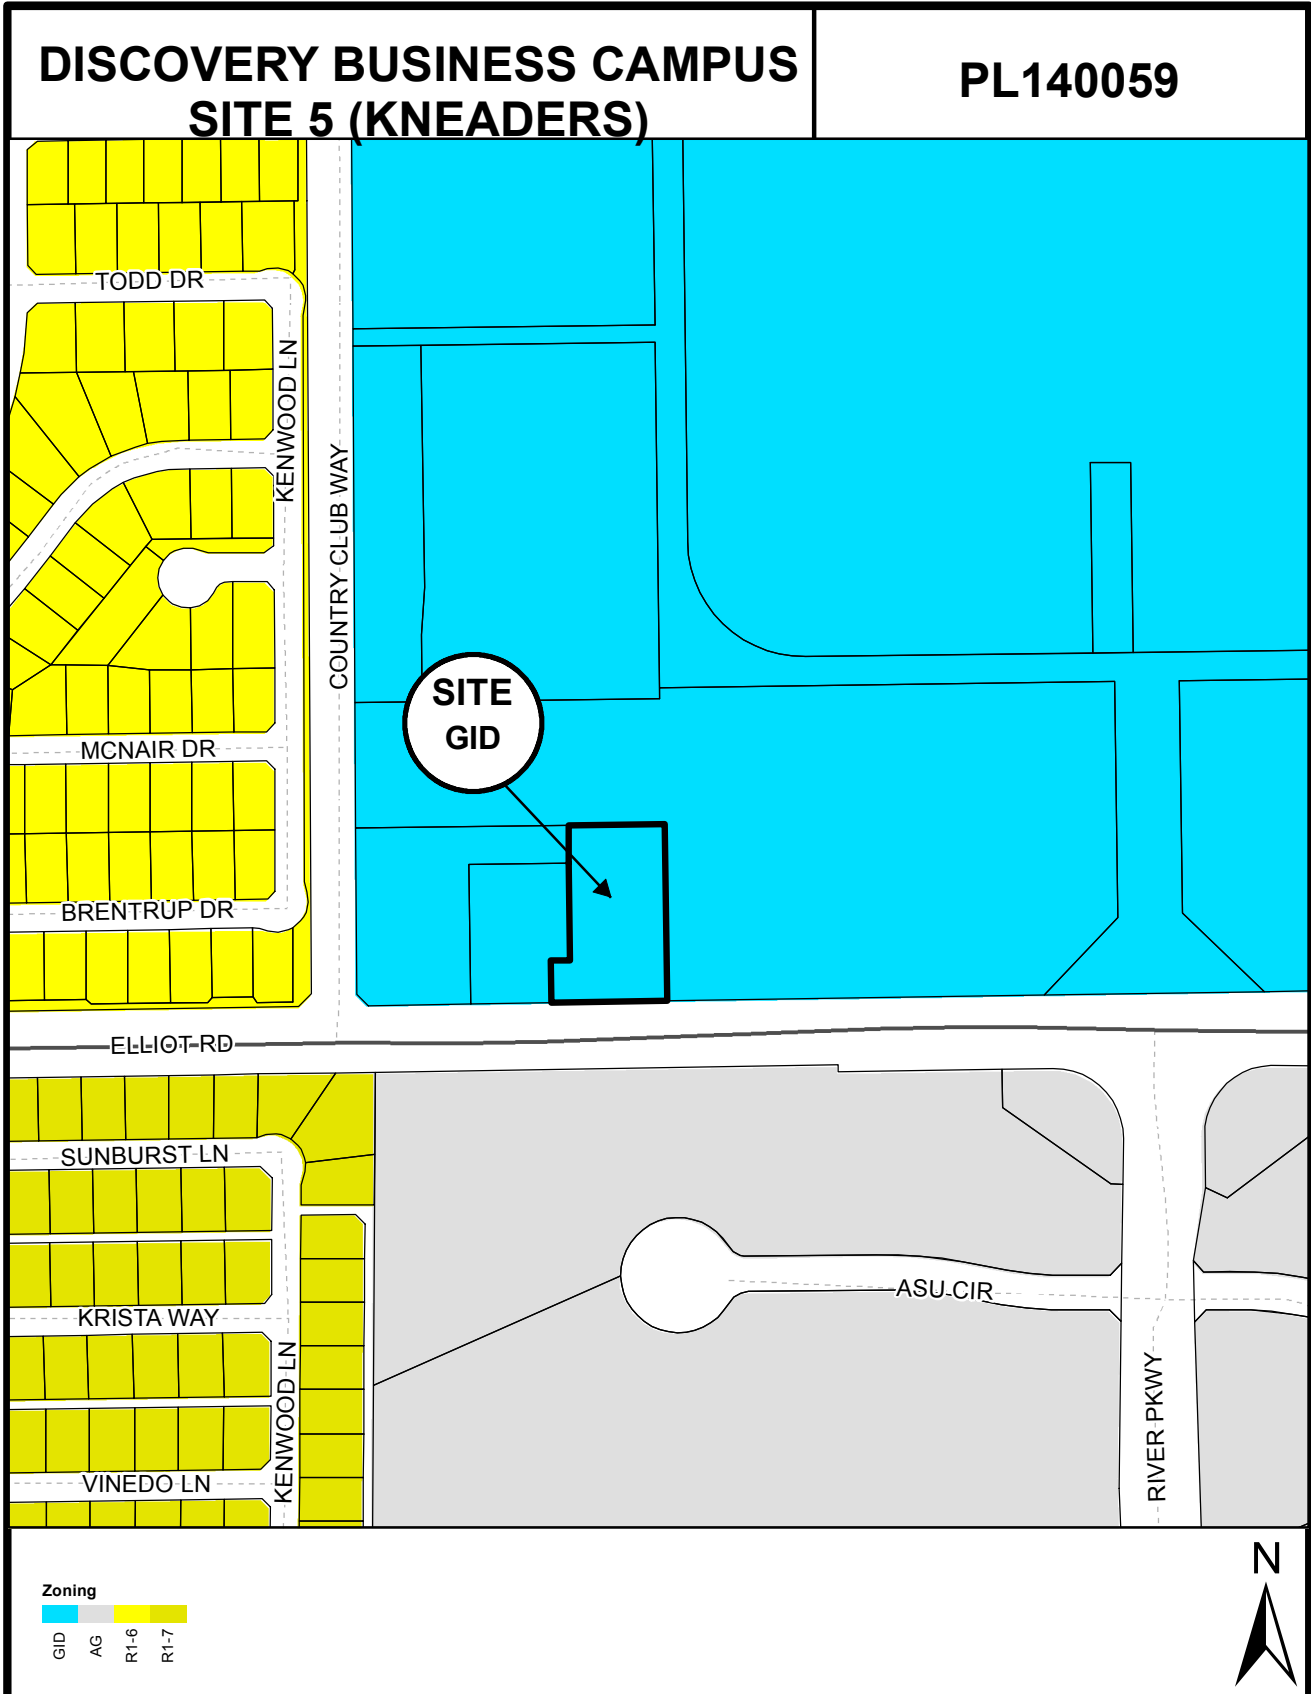 DISCOVERY BUSINESS CAMPUS
SITE 5 (KNEADERS)
PL140059
TODD DR
KENWOOD LN
COUNTRY CLUB WAY
SITE
GID
MCNAIR DR
BRENTRUP DR
ELLIOT RD
SUNBURST LN
ASU CIR
KRISTA WAY
KENWOOD LN
RIVER PKWY
VINEDO LN
N
Zoning
GID
AG
R1-6
R1-7